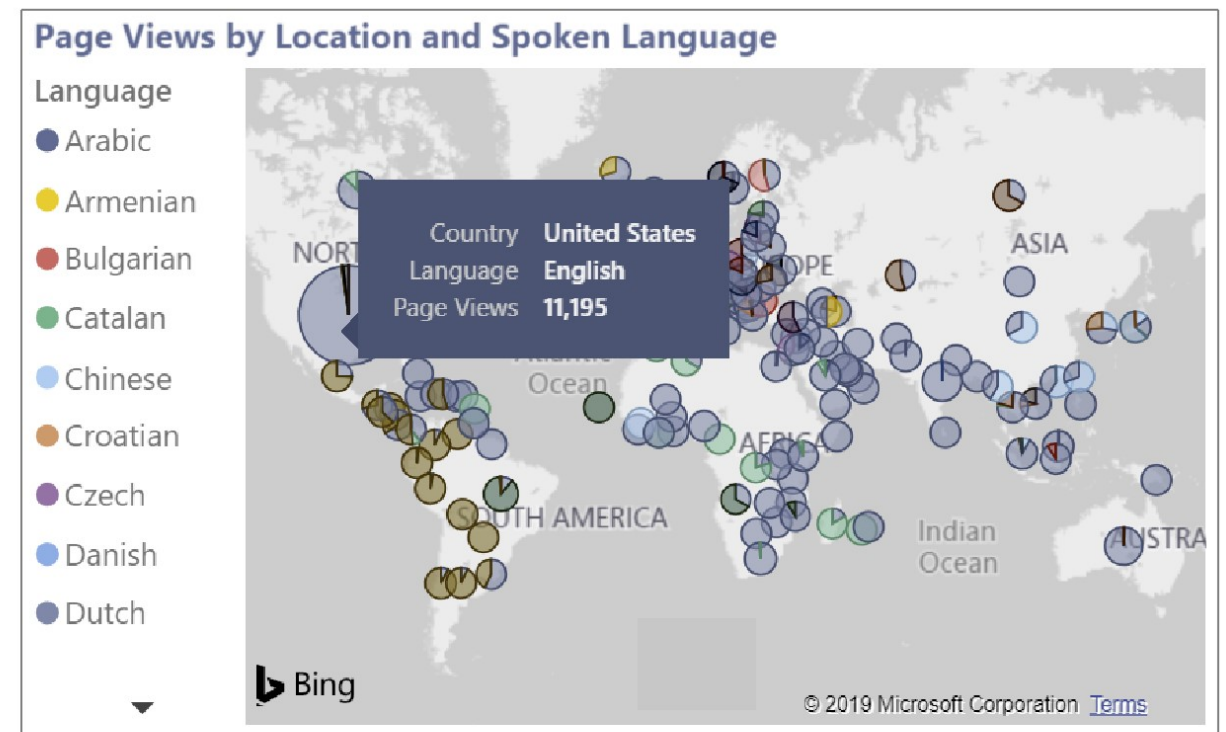 Page Views by Location and Spoken Language
Language
Arabic
Armenian
Bulgarian
Catalan
Chinese
Croatian
Czech
Danish
Dutch
Country United States
Language English
Page Views 11,195
ASIA
Atlantic
Ocean
AFRICA
SOUTH AMERICA
Indian
Ocean
Bing
© 2019 Microsoft Corporation Terms